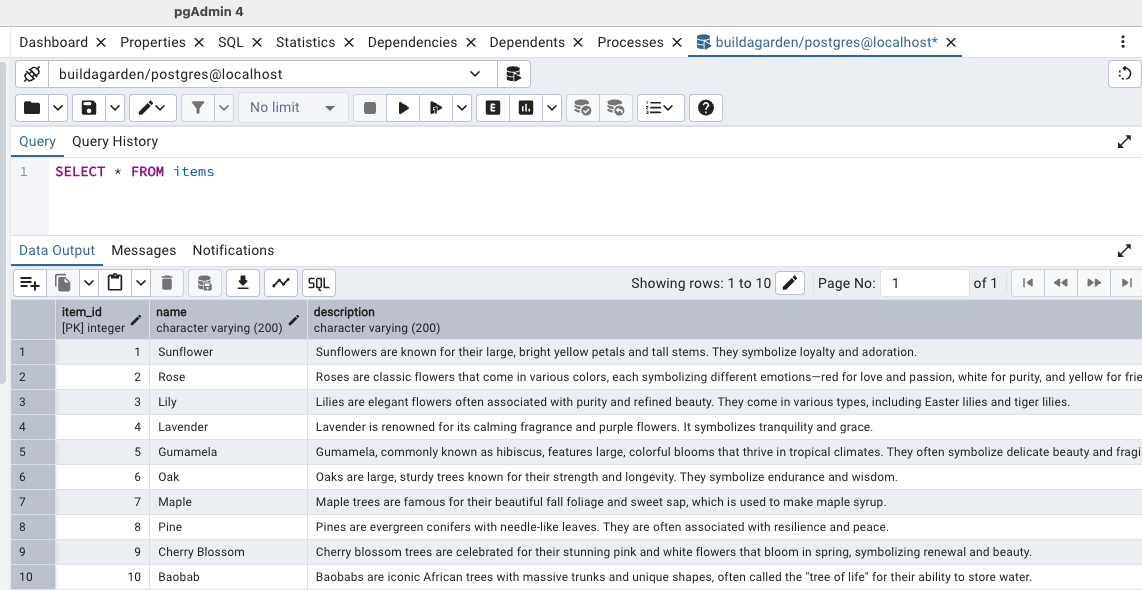 pgAdmin 4
Dashboard Properties SQL Statistics Dependencies Dependents Processes buildagarden/postgres@localhost*
buildagarden/postgres@localhost
No limit E
Query Query History
1 SELECT * FROM items
Data Output Messages Notifications
SQL Showing rows: 1 to 10 Page No: 1 of 1
item_id name description
[PK] integer character varying (200) character varying (200)
1 1 Sunflower Sunflowers are known for their large, bright yellow petals and tall stems. They symbolize loyalty and adoration.
2 2 Rose Roses are classic flowers that come in various colors, each symbolizing different emotions—red for love and passion, white for purity, and yellow for frie
3 3 Lily Lilies are elegant flowers often associated with purity and refined beauty. They come in various types, including Easter lilies and tiger lilies.
4 4 Lavender Lavender is renowned for its calming fragrance and purple flowers. It symbolizes tranquility and grace.
5 5 Gumamela Gumamela, commonly known as hibiscus, features large, colorful blooms that thrive in tropical climates. They often symbolize delicate beauty and fragi
6 6 Oak Oaks are large, sturdy trees known for their strength and longevity. They symbolize endurance and wisdom.
7 7 Maple Maple trees are famous for their beautiful fall foliage and sweet sap, which is used to make maple syrup.
8 8 Pine Pines are evergreen conifers with needle-like leaves. They are often associated with resilience and peace.
9 9 Cherry Blossom Cherry blossom trees are celebrated for their stunning pink and white flowers that bloom in spring, symbolizing renewal and beauty.
10 10 Baobab Baobabs are iconic African trees with massive trunks and unique shapes, often called the "tree of life" for their ability to store water.